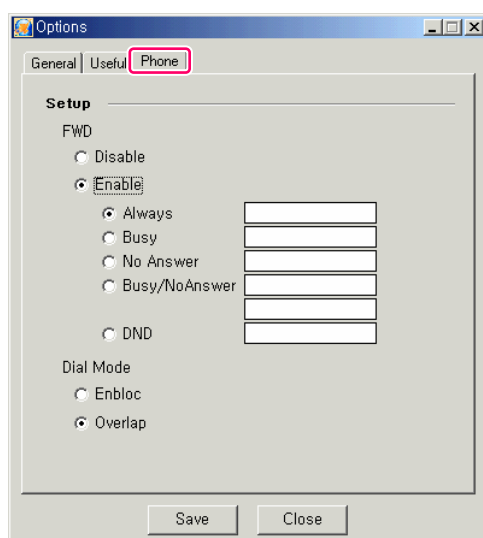 Options
General Useful Phone
Setup
FWD
Disable
Enable
Always
Busy
No Answer
Busy/NoAnswer
DND
Dial Mode
Enbloc
Overlap
Save Close